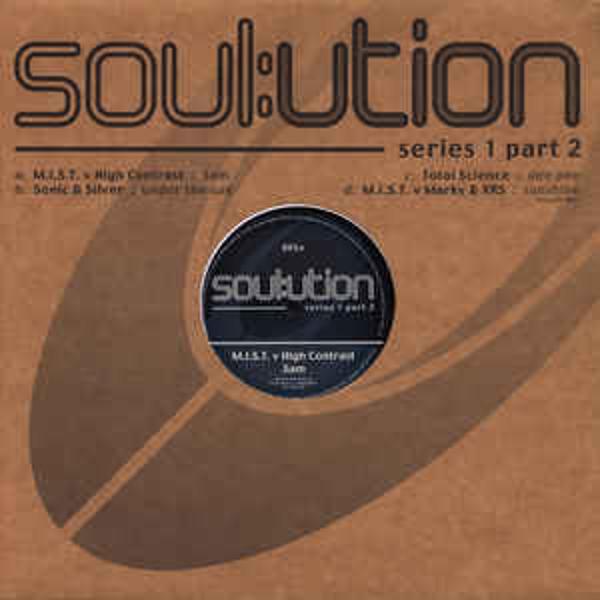 soul:ution
series 1 part 2
a. M.I.S.T. v High Contrast : 3am
c. Total Science :
b. Sonic & Silver :
d. M.I.S.T. v Marky & XRS : sunshine
soul:ution
series 1 part 2
M.I.S.T. v High Contrast
3am